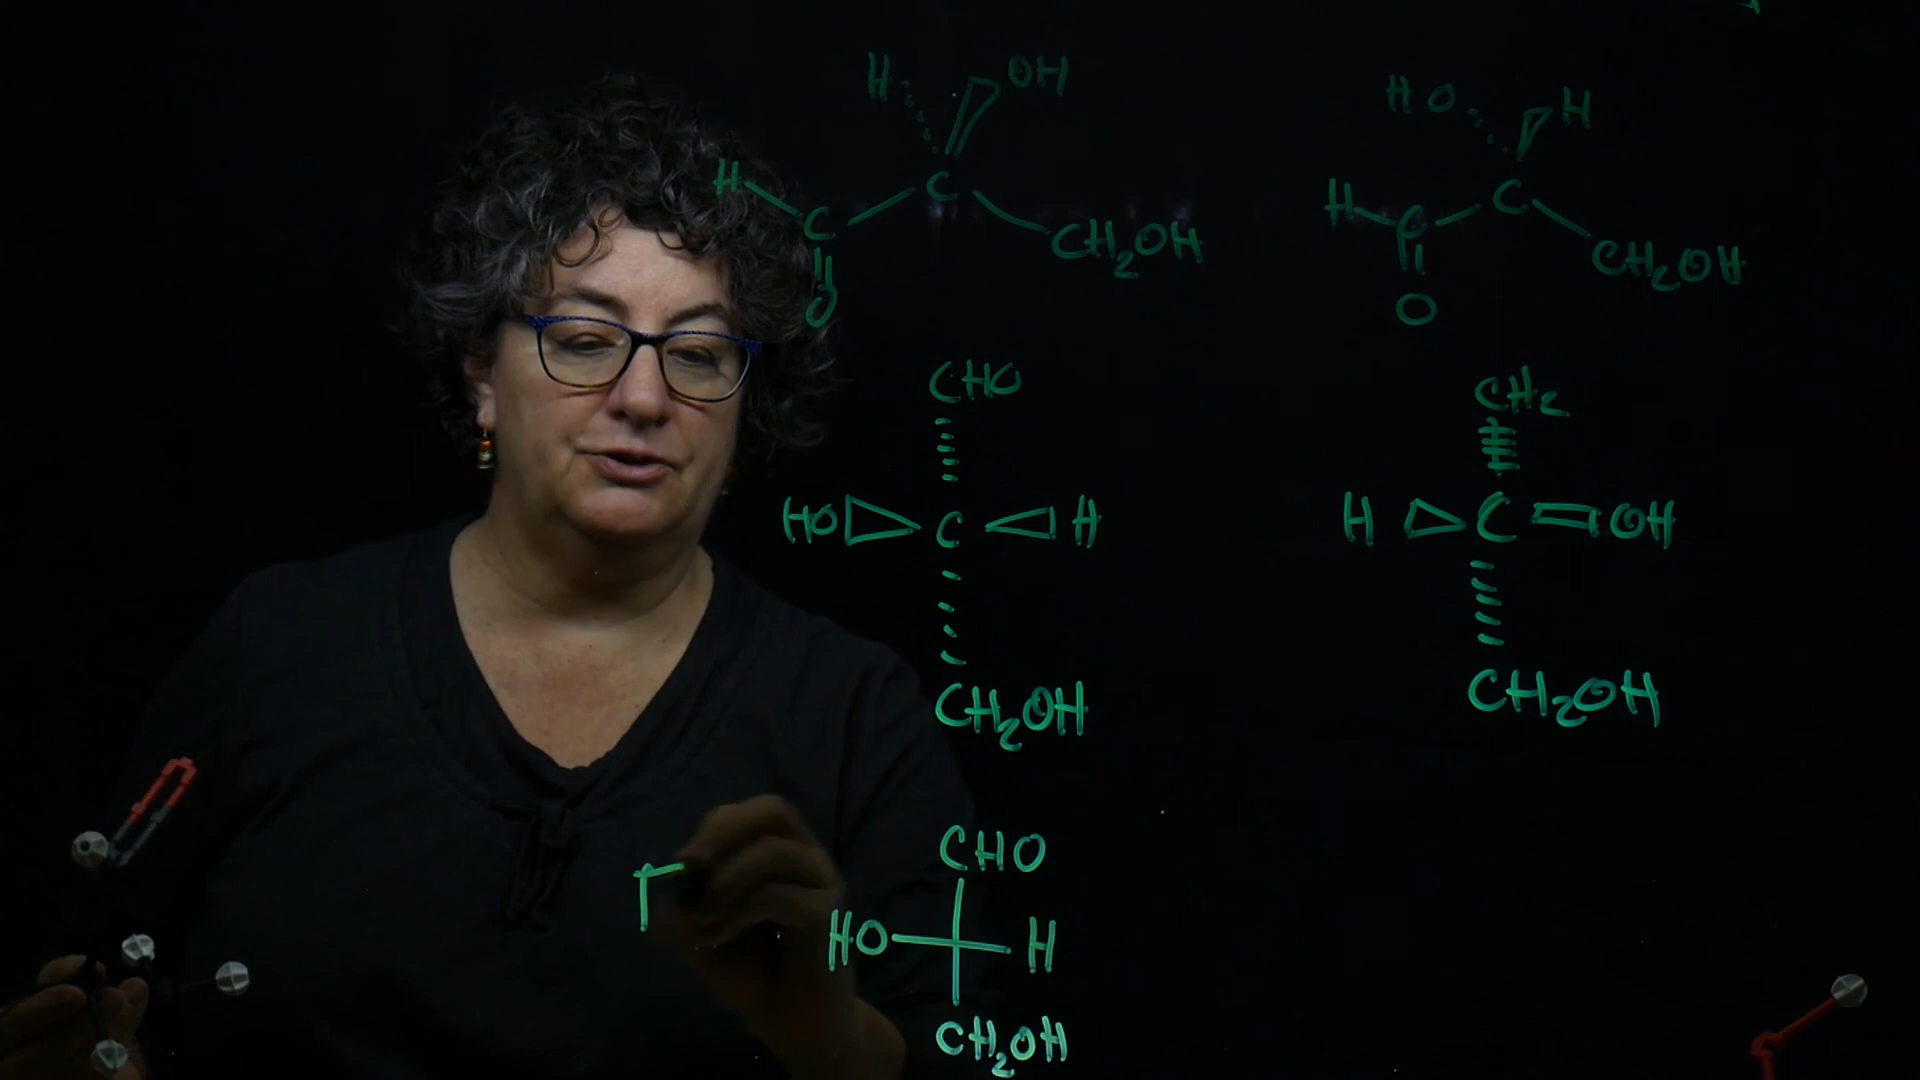 H OH
H C
C CH2OH
O
HO H
H C C
CH2OH
O
CHO
HO C H
CH2OH
CH2
H C OH
CH2OH
CHO
HO H
CH2OH